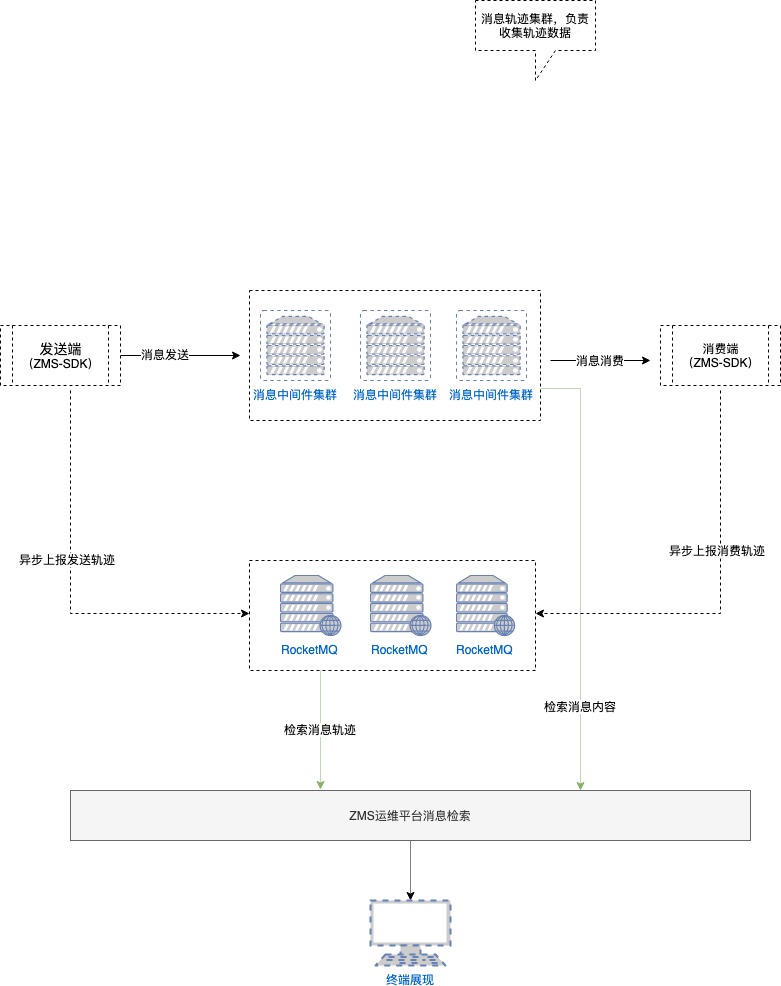 消息轨迹集群，负责
收集轨迹数据
发送端
(ZMS-SDK)
消息发送
消息中间件集群
消息中间件集群
消息中间件集群
消息消费
消费端
(ZMS-SDK)
异步上报发送轨迹
异步上报消费轨迹
RocketMQ
RocketMQ
RocketMQ
检索消息内容
检索消息轨迹
ZMS运维平台消息检索
终端展现